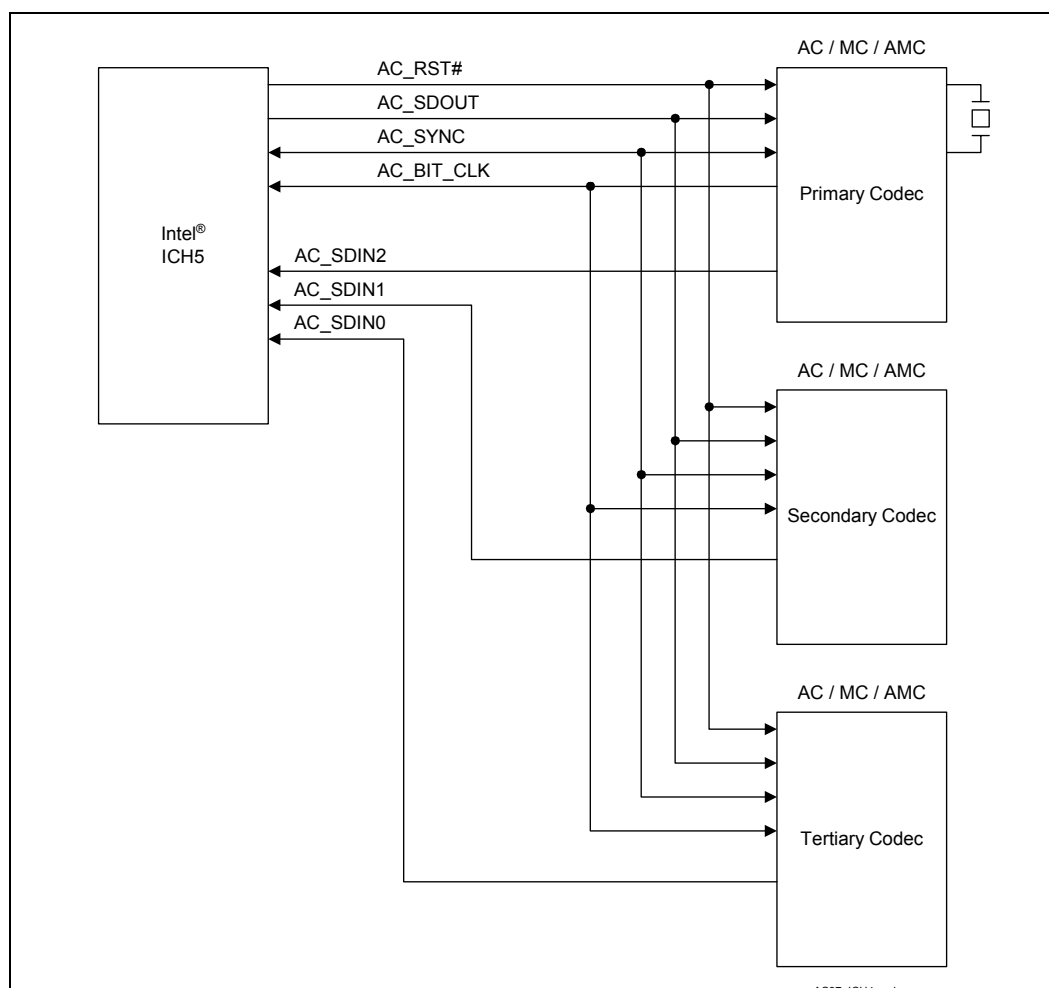 AC / MC / AMC
AC_RST#
AC_SDOUT
AC_SYNC
AC_BIT_CLK
Primary Codec
Intel®
ICH5
AC_SDIN2
AC_SDIN1
AC_SDIN0
AC / MC / AMC
Secondary Codec
AC / MC / AMC
Tertiary Codec